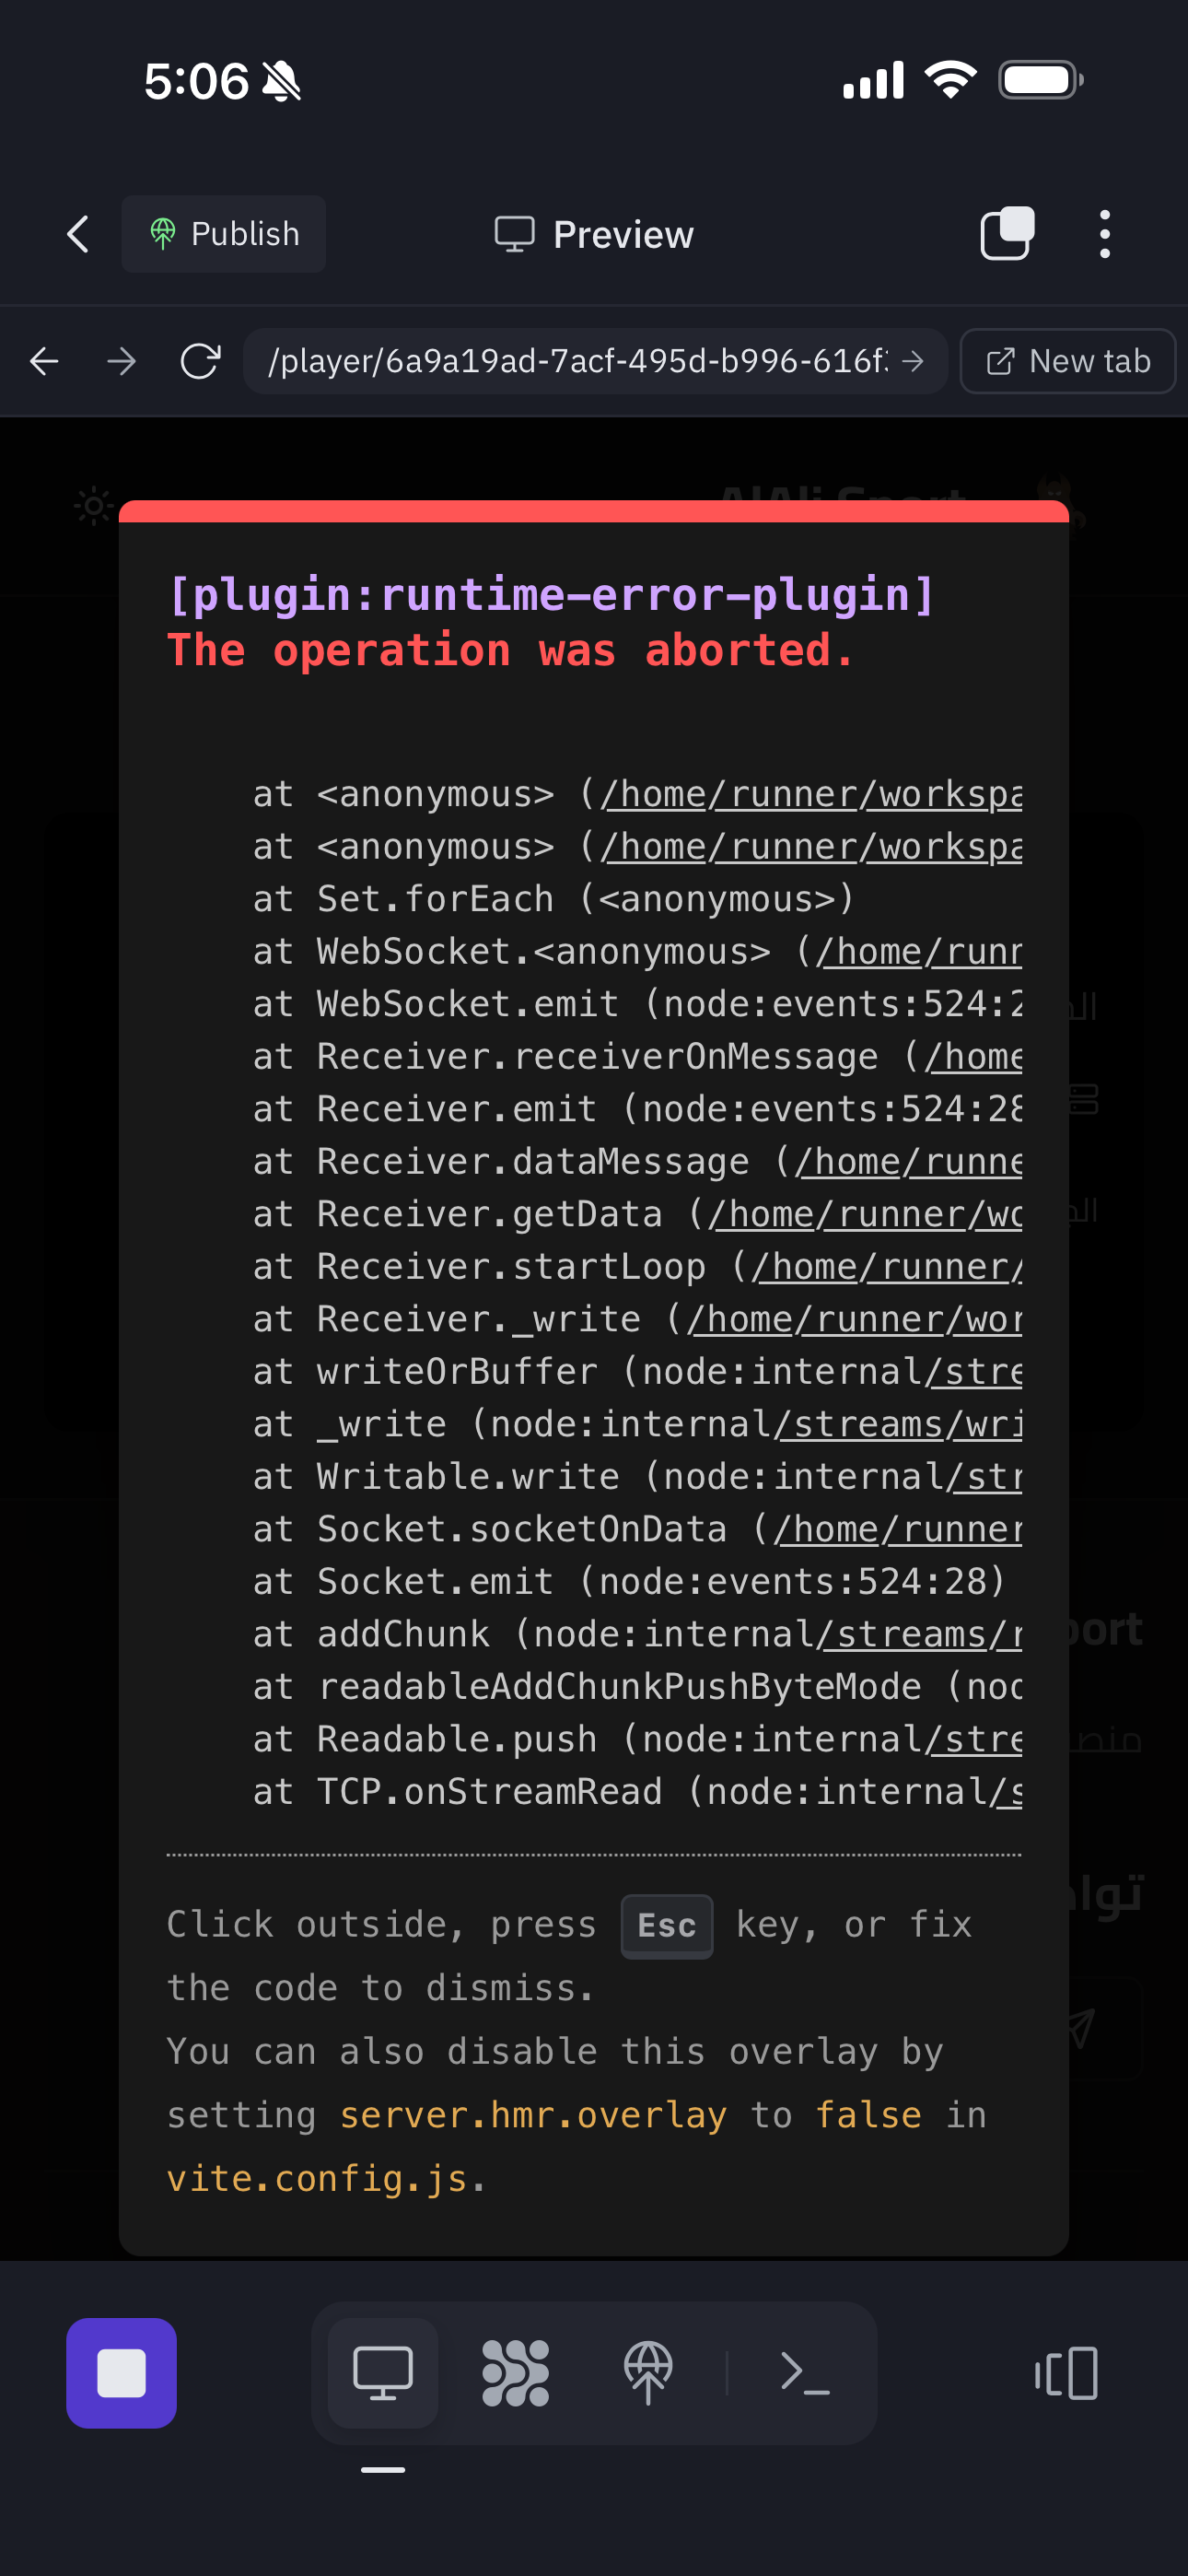 5:06
Publish
Preview
/player/6a9a19ad-7acf-495d-b996-616f
New tab
AlAli Sport
[plugin:runtime-error-plugin]
The operation was aborted.
at <anonymous> (/home/runner/workspa
at <anonymous> (/home/runner/workspa
at Set.forEach (<anonymous>)
at WebSocket.<anonymous> (/home/runn
at WebSocket.emit (node:events:524:2
at Receiver.receiverOnMessage (/home
at Receiver.emit (node:events:524:28
at Receiver.dataMessage (/home/runne
at Receiver.getData (/home/runner/wo
at Receiver.startLoop (/home/runner/
at Receiver._write (/home/runner/wor
at writeOrBuffer (node:internal/stre
at _write (node:internal/streams/wri
at Writable.write (node:internal/str
at Socket.socketOnData (/home/runner
at Socket.emit (node:events:524:28)
at addChunk (node:internal/streams/r
at readableAddChunkPushByteMode (nod
at Readable.push (node:internal/stre
at TCP.onStreamRead (node:internal/s
port
منص
توا
Click outside, press Esc key, or fix
the code to dismiss.
You can also disable this overlay by
setting server.hmr.overlay to false in
vite.config.js.